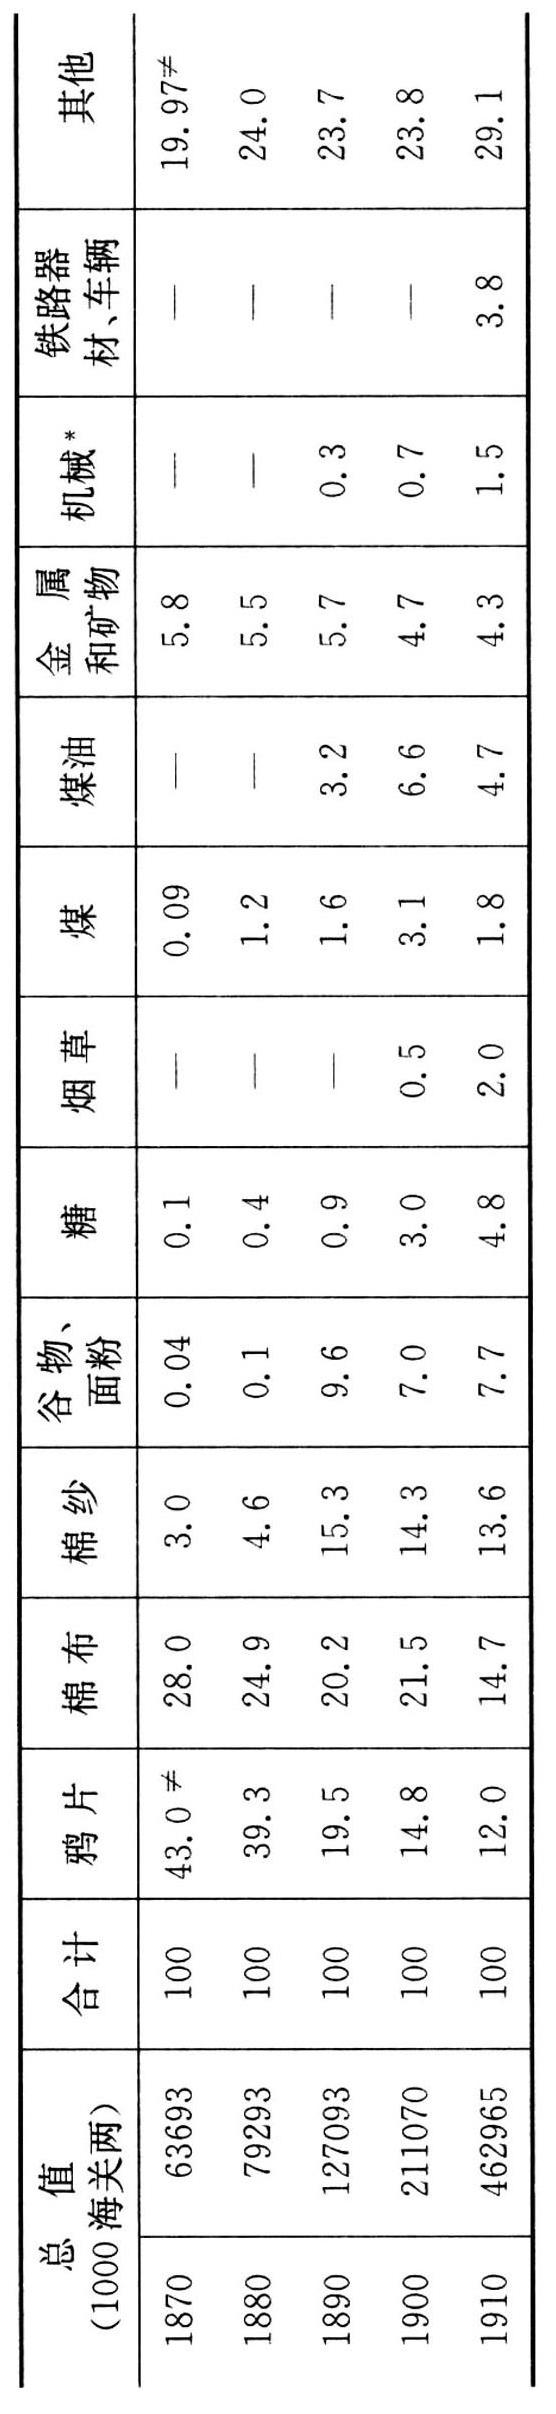 总 值 (1000 海关两) 合 计 鸦 片 棉 布 棉 纱 谷 物、面粉 糖 烟 草 煤 煤油 金 属和矿物 机械* 铁路器材、车辆 其他
1870 63693 100 43.0≠ 28.0 3.0 0.04 0.1 — 0.09 — 5.8 — — 19.97≠
1880 79293 100 39.3 24.9 4.6 0.1 0.4 — 1.2 — 5.5 — — 24.0
1890 127093 100 19.5 20.2 15.3 9.6 0.9 — 1.6 3.2 5.7 0.3 — 23.7
1900 211070 100 14.8 21.5 14.3 7.0 3.0 0.5 3.1 6.6 4.7 0.7 — 23.8
1910 462965 100 12.0 14.7 13.6 7.7 4.8 2.0 1.8 4.7 4.3 1.5 3.8 29.1